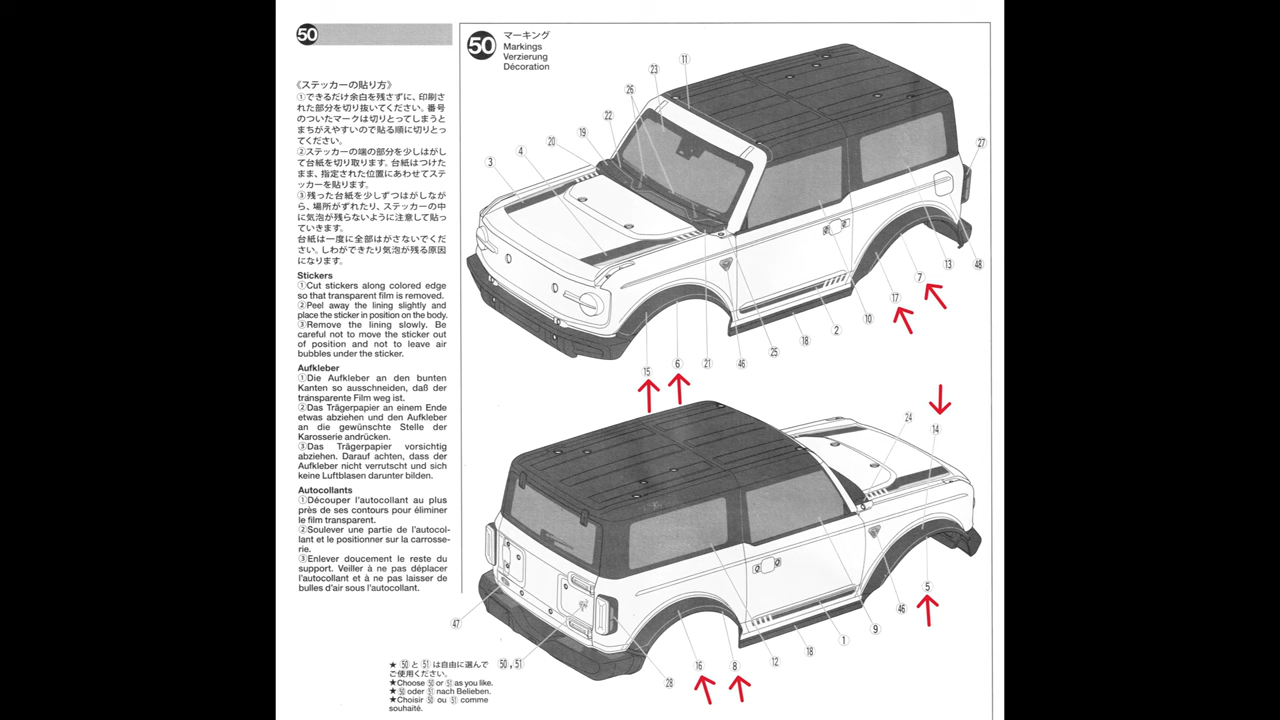 50
《ステッカーの貼り方》
①できるだけ余白を残さずに、印刷さ
れた部分を切り抜いてください。番号
のついたマークは切りとってしまうと
まちがえやすいので貼る順に切りとっ
てください。
②ステッカーの端の部分を少しはがし
て台紙を切り取ります。台紙はつけた
まま、指定された位置にあわせてステ
ッカーを貼ります。
③残った台紙を少しずつはがしなが
ら、場所がずれたり、ステッカーの中
に気泡が残らないように注意して貼っ
ていきます。
台紙は一度に全部はがさないでくだ
さい。しわができたり気泡が残る原因
になります。
Stickers
①Cut stickers along colored edge
so that transparent film is removed.
②Peel away the lining slightly and
place the sticker in position on the body.
③Remove the lining slowly. Be
careful not to move the sticker out
of position and not to leave air
bubbles under the sticker.
Aufkleber
①Die Aufkleber an den bunten
Kanten so ausschneiden, daß der
transparente Film weg ist.
②Das Trägerpapier an einem Ende
etwas abziehen und den Aufkleber
an die gewünschte Stelle der
Karosserie andrücken.
③Das Trägerpapier vorsichtig
abziehen. Darauf achten, dass der
Aufkleber nicht verrutscht und sich
keine Luftblasen darunter bilden.
Autocollants
①Découper l'autocollant au plus
près de ses contours pour éliminer
le film transparent.
②Soulever une partie de l'autocol-
lant et le positionner sur la carrosse-
rie.
③Enlever doucement le reste du
support. Veiller à ne pas déplacer
l'autocollant et à ne pas laisser de
bulles d'air sous l'autocollant.
50
マーキング
Markings
Verzierung
Décoration
11
23
26
22
19
20
4
3
27
48
13
7
17
10
2
18
25
46
21
6
15
24
14
5
46
9
1
18
12
8
16
28
47
50, 51
★ 50 と 51 は自由に選んで
ご使用ください。
★Choose 50 or 51 as you like.
★ 50 oder 51 nach Belieben.
★Choisir 50 ou 51 comme
souhaité.